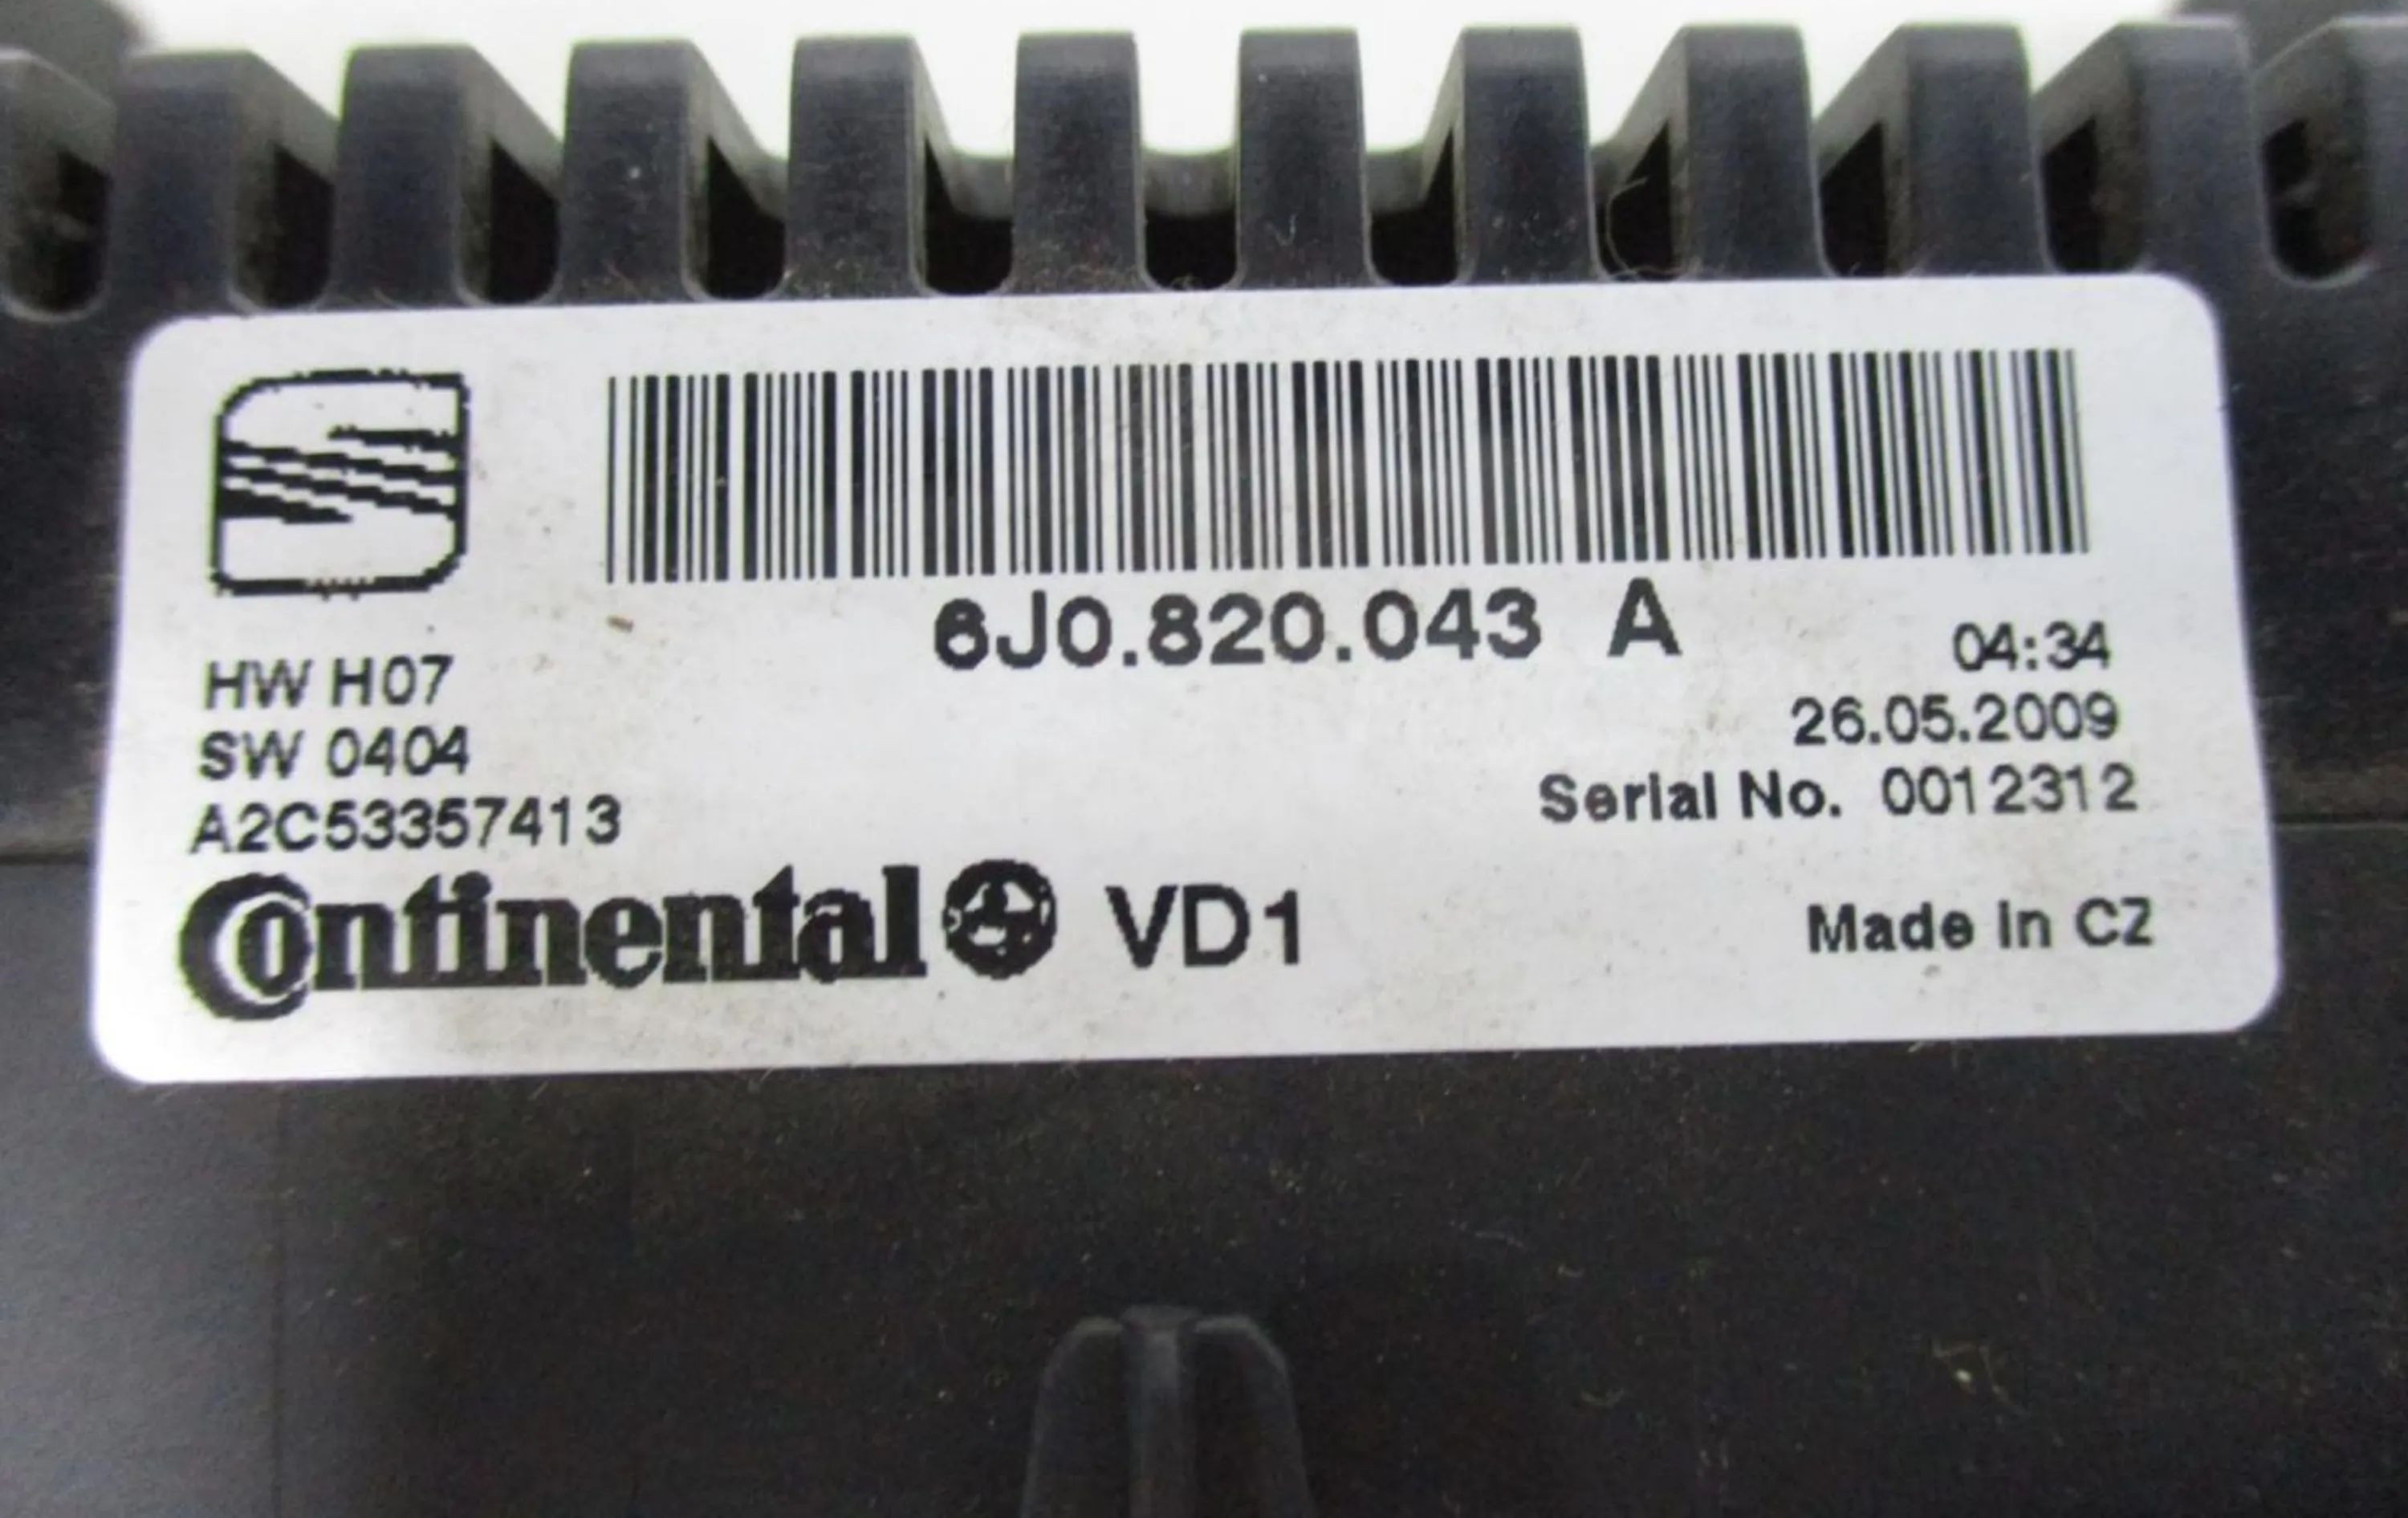 6J0.820.043 A
HW H07
SW 0404
A2C53357413
04:34
26.05.2009
Serial No. 0012312
Continental VD1
Made in CZ